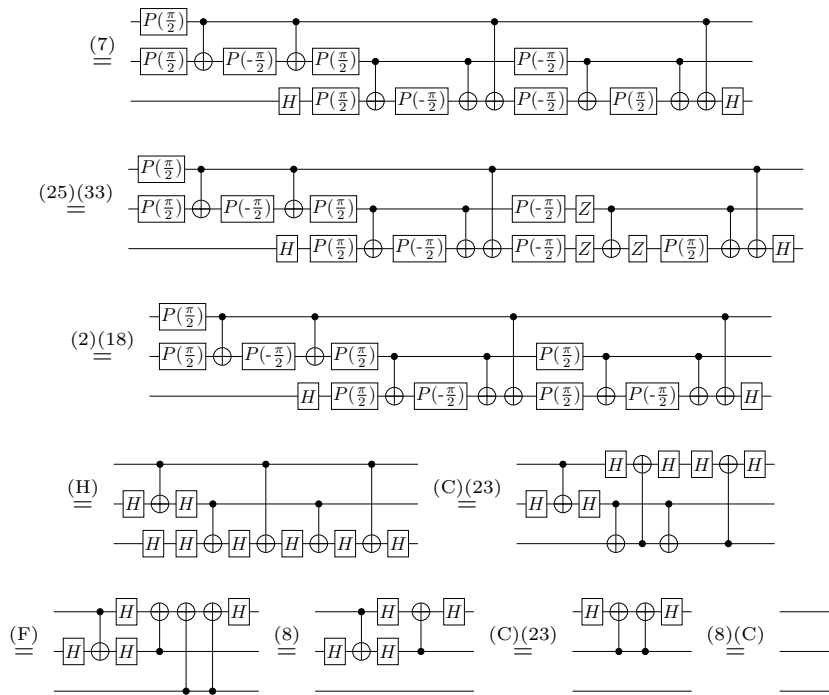 P(π/2)
(7)
= P(π/2) P(-π/2) P(π/2) P(-π/2)
H P(π/2) P(-π/2) P(-π/2) P(π/2) H
P(π/2)
(25)(33)
= P(π/2) P(-π/2) P(π/2) P(-π/2) Z
H P(π/2) P(-π/2) P(-π/2) Z Z P(π/2) H
P(π/2)
(2)(18)
= P(π/2) P(-π/2) P(π/2) P(π/2)
H P(π/2) P(-π/2) P(π/2) P(-π/2) H
H H H H
(H) (C)(23)
= H H = H H
H H H H H H
H H H H H
(F) (8) (C)(23) (8)(C)
= H H = H H = =